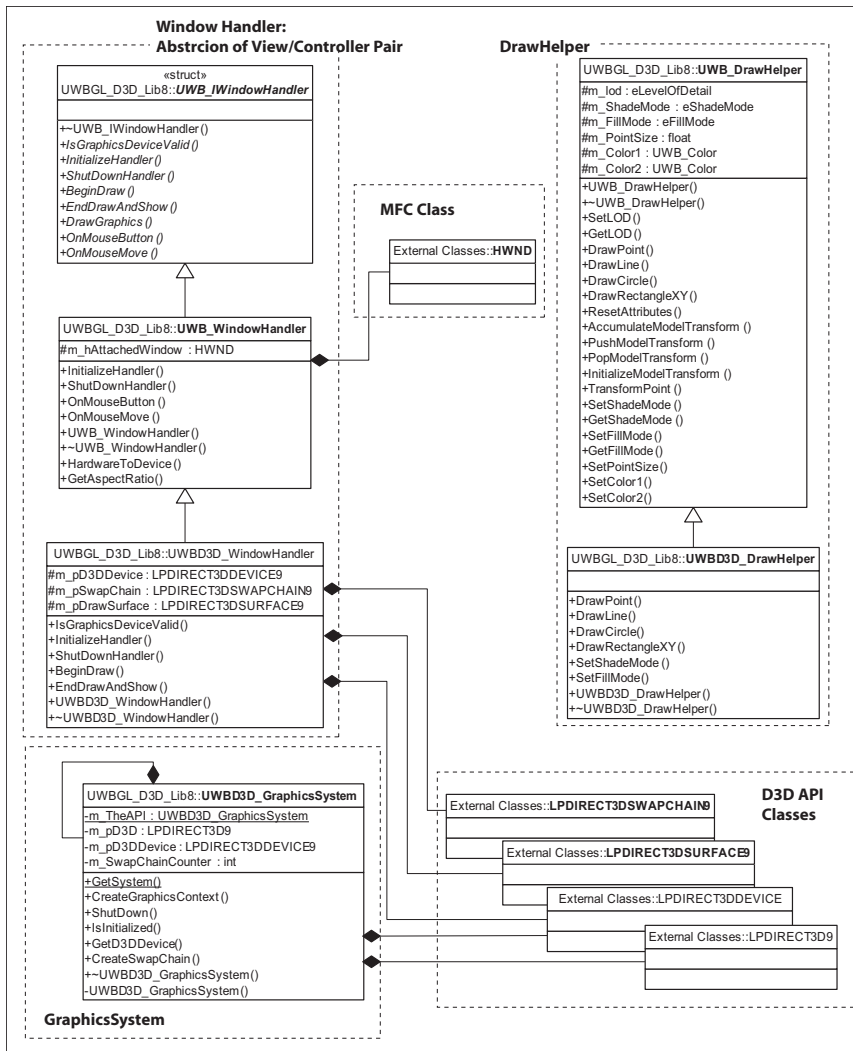 Window Handler:
Abstrcion of View/Controller Pair
«struct»
UWBGL_D3D_Lib8::UWB_IWindowHandler
+~UWB_IWindowHandler()
+IsGraphicsDeviceValid()
+InitializeHandler()
+ShutDownHandler()
+BeginDraw()
+EndDrawAndShow()
+DrawGraphics()
+OnMouseButton()
+OnMouseMove()
UWBGL_D3D_Lib8::UWB_WindowHandler
#m_hAttachedWindow : HWND
+InitializeHandler()
+ShutDownHandler()
+OnMouseButton()
+OnMouseMove()
+UWB_WindowHandler()
+~UWB_WindowHandler()
+HardwareToDevice()
+GetAspectRatio()
UWBGL_D3D_Lib8::UWBD3D_WindowHandler
#m_pD3DDevice : LPDIRECT3DDEVICE9
#m_pSwapChain : LPDIRECT3DSWAPCHAIN9
#m_pDrawSurface : LPDIRECT3DSURFACE9
+IsGraphicsDeviceValid()
+InitializeHandler()
+ShutDownHandler()
+BeginDraw()
+EndDrawAndShow()
+UWBD3D_WindowHandler()
+~UWBD3D_WindowHandler()
MFC Class
External Classes::HWND
DrawHelper
UWBGL_D3D_Lib8::UWB_DrawHelper
#m_lod : eLevelOfDetail
#m_ShadeMode : eShadeMode
#m_FillMode : eFillMode
#m_PointSize : float
#m_Color1 : UWB_Color
#m_Color2 : UWB_Color
+UWB_DrawHelper()
+~UWB_DrawHelper()
+SetLOD()
+GetLOD()
+DrawPoint()
+DrawLine()
+DrawCircle()
+DrawRectangleXY()
+ResetAttributes()
+AccumulateModelTransform ()
+PushModelTransform ()
+PopModelTransform ()
+InitializeModelTransform ()
+TransformPoint ()
+SetShadeMode ()
+GetShadeMode ()
+SetFillMode()
+GetFillMode()
+SetPointSize()
+SetColor1()
+SetColor2()
UWBGL_D3D_Lib8::UWBD3D_DrawHelper
+DrawPoint()
+DrawLine()
+DrawCircle()
+DrawRectangleXY()
+SetShadeMode ()
+SetFillMode()
+UWBD3D_DrawHelper()
+~UWBD3D_DrawHelper()
UWBGL_D3D_Lib8::UWBD3D_GraphicsSystem
-m_TheAPI : UWBD3D_GraphicsSystem
-m_pD3D : LPDIRECT3D9
-m_pD3DDevice : LPDIRECT3DDEVICE9
-m_SwapChainCounter : int
+GetSystem()
+CreateGraphicsContext()
+ShutDown()
+IsInitialized()
+GetD3DDevice()
+CreateSwapChain()
+~UWBD3D_GraphicsSystem()
-UWBD3D_GraphicsSystem()
GraphicsSystem
D3D API
Classes
External Classes::LPDIRECT3DSWAPCHAIN9
External Classes::LPDIRECT3DSURFACE9
External Classes::LPDIRECT3DDEVICE
External Classes::LPDIRECT3D9